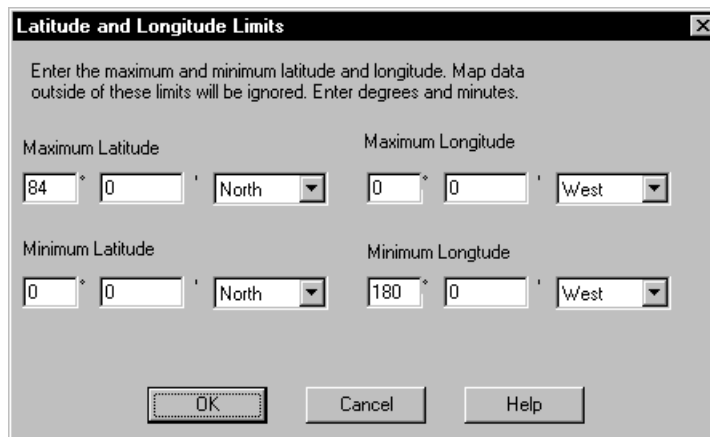 Latitude and Longitude Limits
Enter the maximum and minimum latitude and longitude. Map data
outside of these limits will be ignored. Enter degrees and minutes.
Maximum Latitude
84 ° 0 ' North
Maximum Longitude
0 ° 0 ' West
Minimum Latitude
0 ° 0 ' North
Minimum Longtude
180 ° 0 ' West
OK Cancel Help